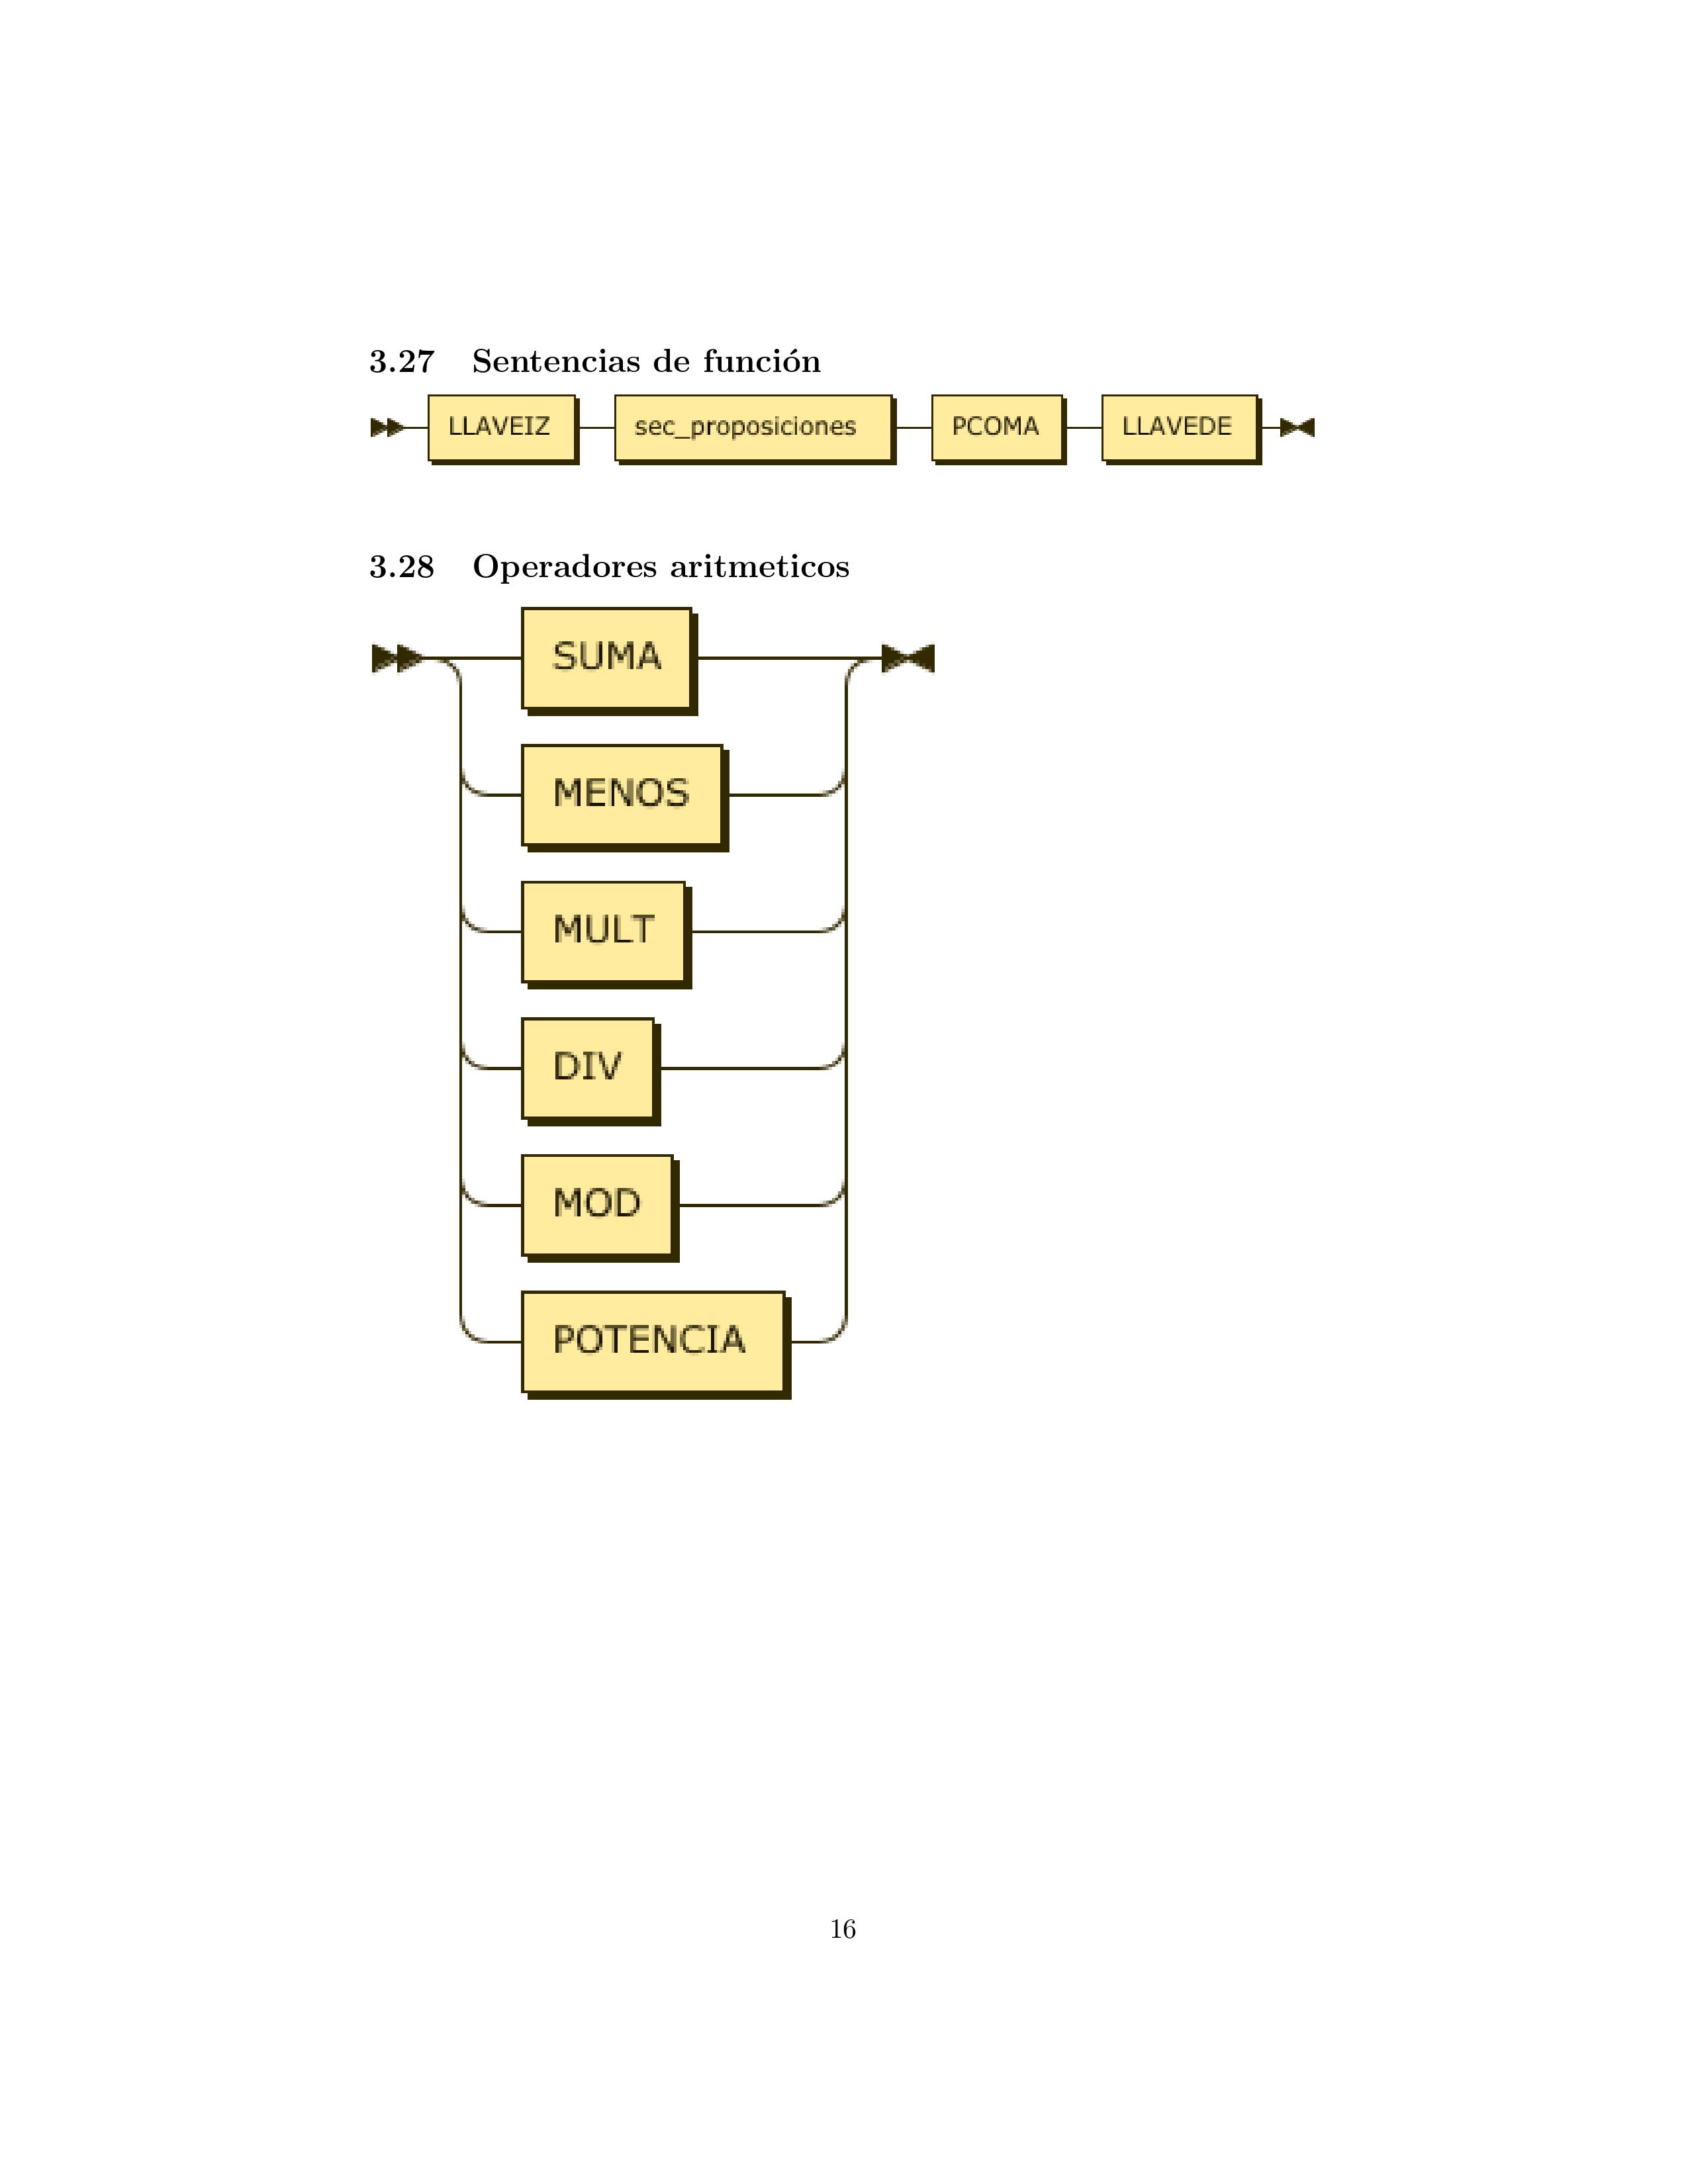 3.27 Sentencias de función
LLAVEIZ sec_proposiciones PCOMA LLAVEDE
3.28 Operadores aritmeticos
SUMA
MENOS
MULT
DIV
MOD
POTENCIA
16